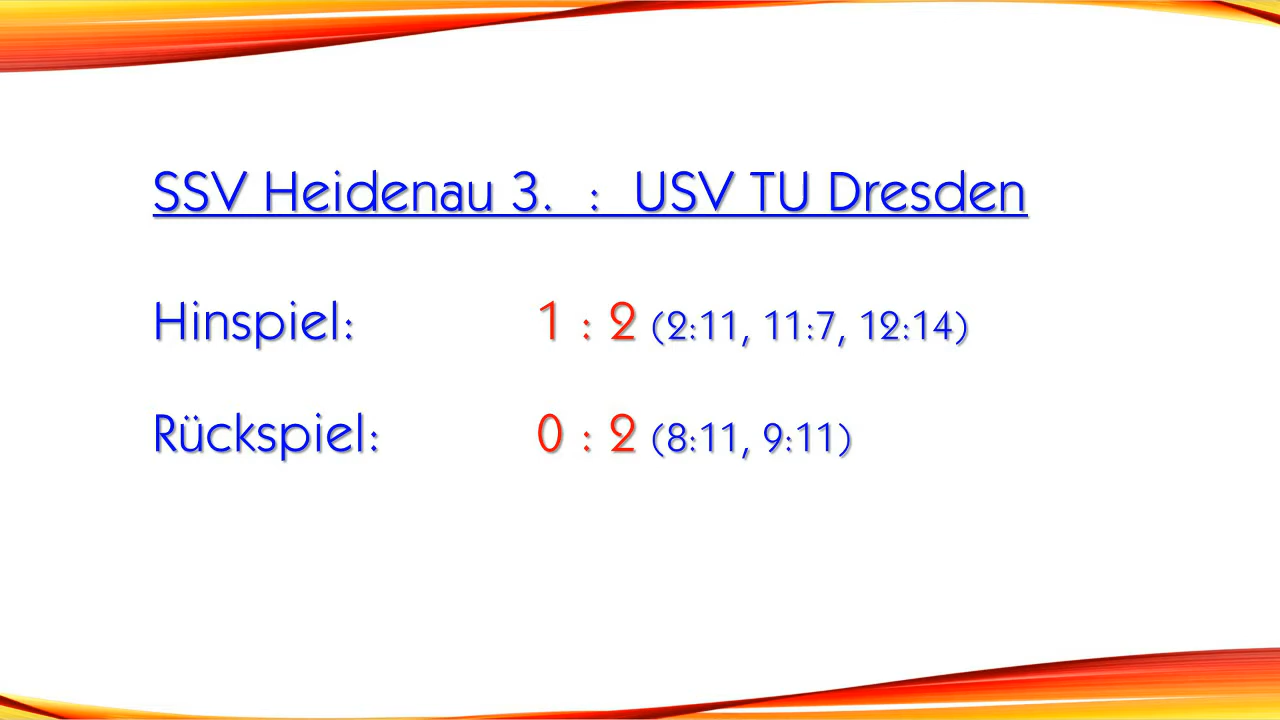 SSV Heidenau 3. : USV TU Dresden
Hinspiel: 1 : 2 (2:11, 11:7, 12:14)
Rückspiel: 0 : 2 (8:11, 9:11)